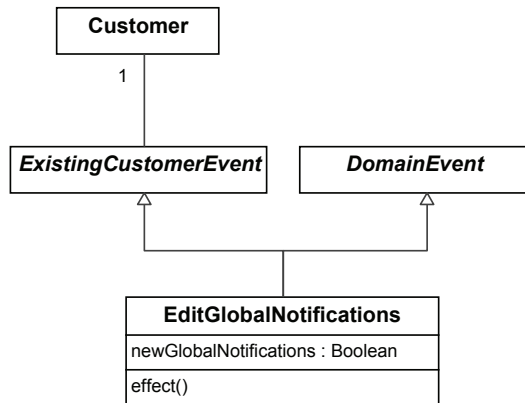 Customer
1
ExistingCustomerEvent
DomainEvent
EditGlobalNotifications
newGlobalNotifications : Boolean
effect()